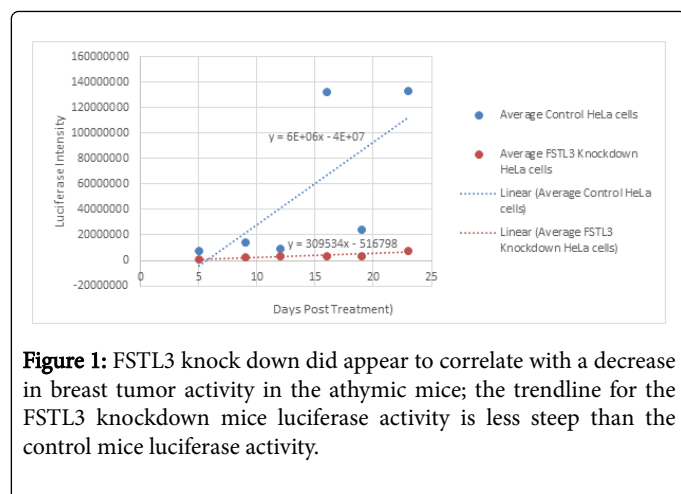 160000000
140000000
120000000
100000000
80000000
60000000
40000000
20000000
0
-20000000
Luciferase Intensity
y = 6E+06x - 4E+07
y = 309534x - 516798
0
5
10
15
20
25
Days Post Treatment)
Average Control HeLa cells
Average FSTL3 Knockdown
HeLa cells
Linear (Average Control HeLa
cells)
Linear (Average FSTL3
Knockdown HeLa cells)
Figure 1: FSTL3 knock down did appear to correlate with a decrease
in breast tumor activity in the athymic mice; the trendline for the
FSTL3 knockdown mice luciferase activity is less steep than the
control mice luciferase activity.